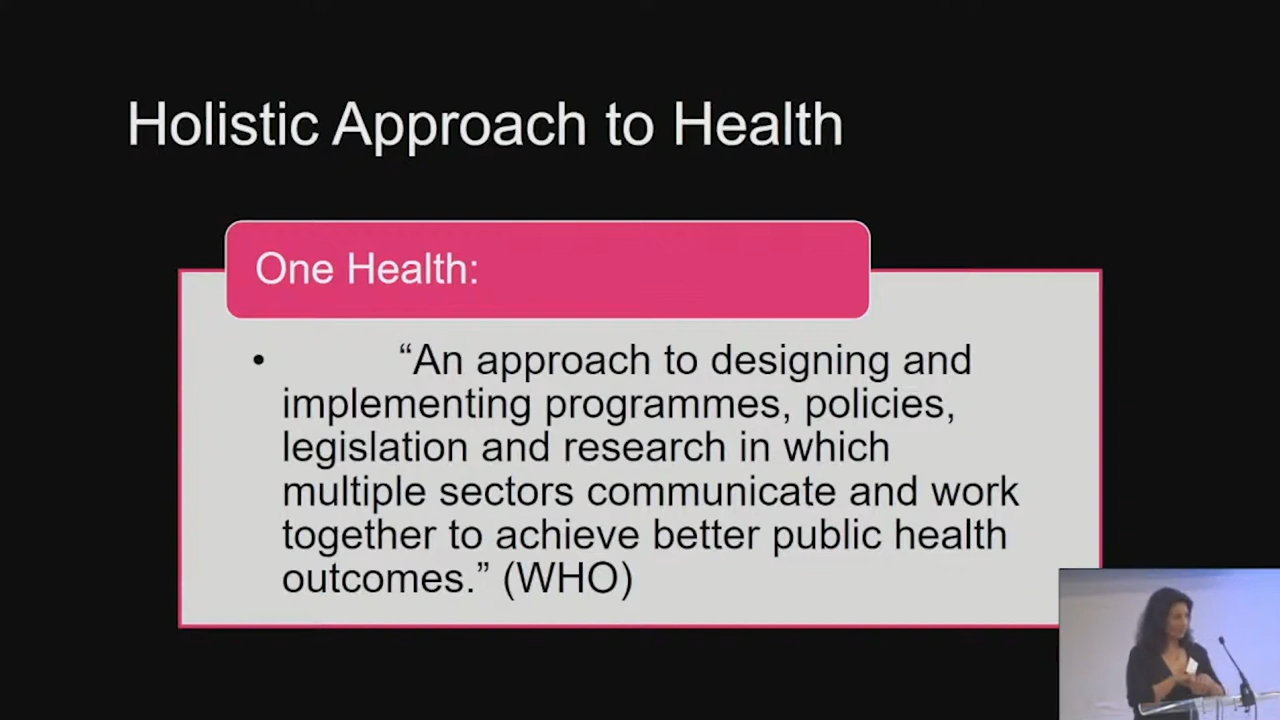 Holistic Approach to Health
One Health:
• “An approach to designing and
implementing programmes, policies,
legislation and research in which
multiple sectors communicate and work
together to achieve better public health
outcomes.” (WHO)